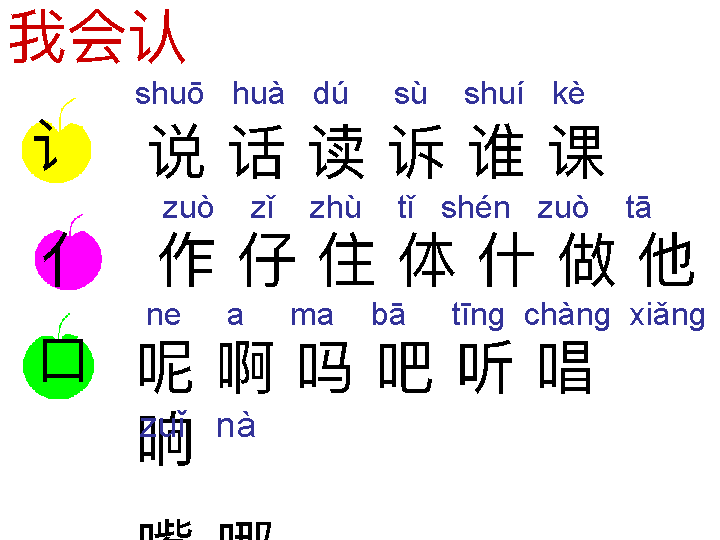 我会认
shuō huà dú sù shuí kè
讠 说 话 读 诉 谁 课
zuò zǐ zhù tǐ shén zuò tā
亻 作 仔 住 体 什 做 他
ne a ma bā tīng chàng xiǎng
口 呢 啊 吗 吧 听 唱
zuǐ nà
响
嘴 哪